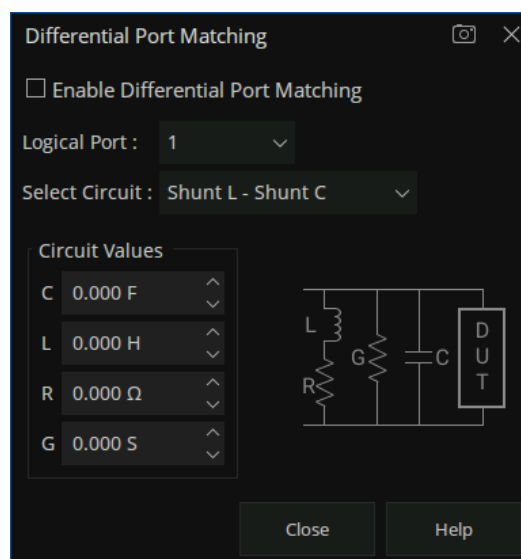 Differential Port Matching
Enable Differential Port Matching
Logical Port : 1
Select Circuit : Shunt L - Shunt C
Circuit Values
C 0.000 F
L 0.000 H
R 0.000 Ω
G 0.000 S
L
G
C
R
D
U
T
Close
Help